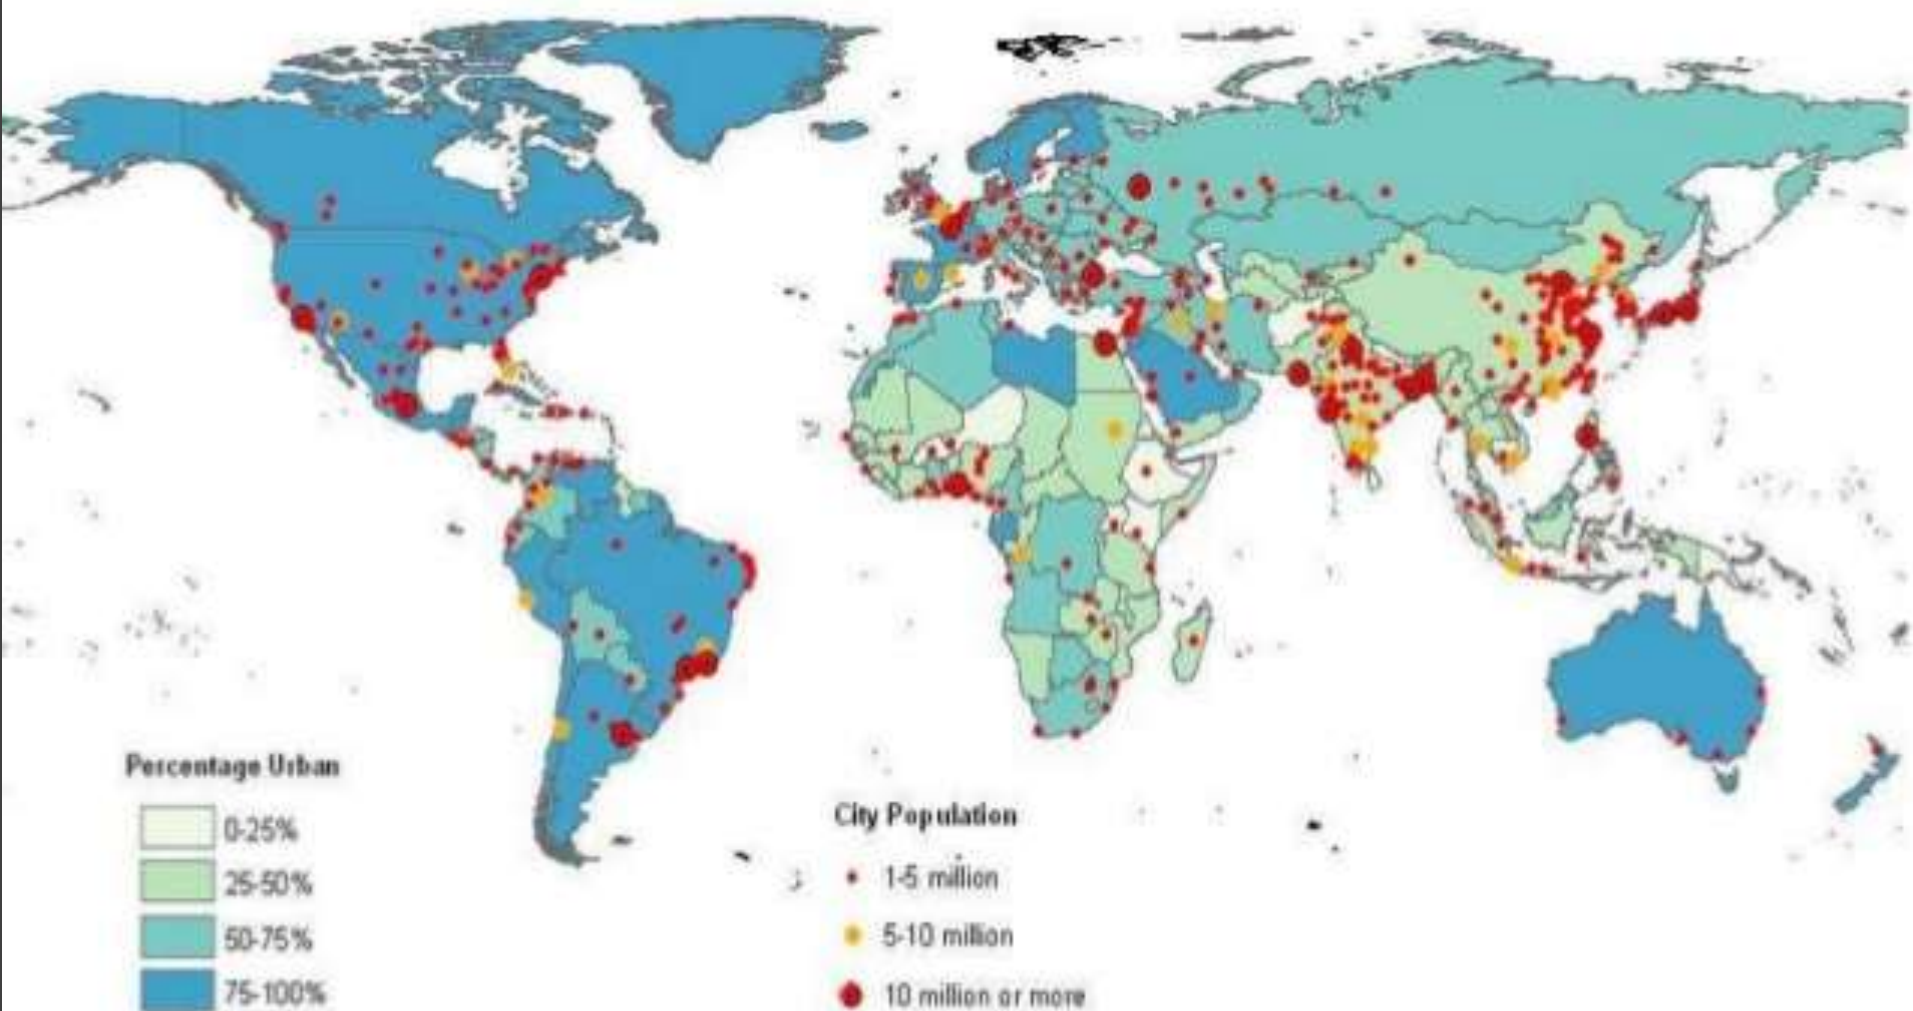 Percentage Urban
0-25%
25-50%
50-75%
75-100%
City Population
1-5 million
5-10 million
10 million or more